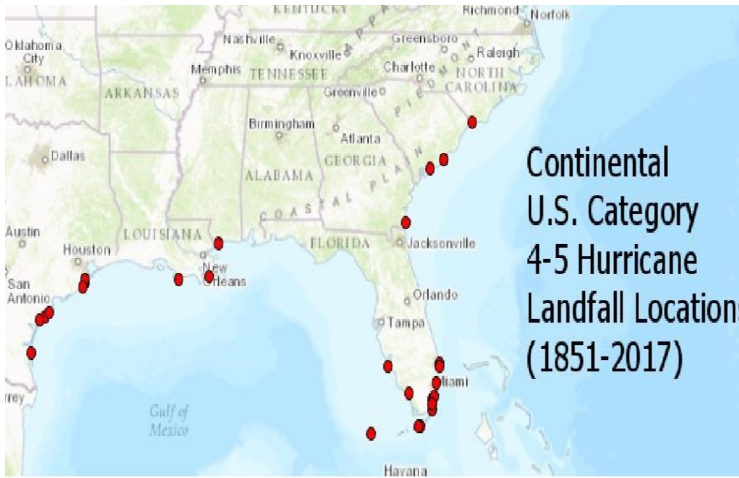 KENTUCKY
Richmond
Norfolk
Oklahoma
City
Nashville
Knoxville
Greensboro
Raleigh
Memphis
TENNESSEE
Charlotte
NORTH
CAROLINA
LAHOMA
ARKANSAS
Greenville
PIEDMONT
Birmingham
Atlanta
Dallas
ALABAMA
GEORGIA
COASTAL PLAIN
Austin
LOUISIANA
FLORIDA
Jacksonville
Houston
New
Orleans
San
Antonio
Orlando
Tampa
Miami
rrey
Gulf of
Mexico
Havana
Continental
U.S. Category
4-5 Hurricane
Landfall Locations
(1851-2017)